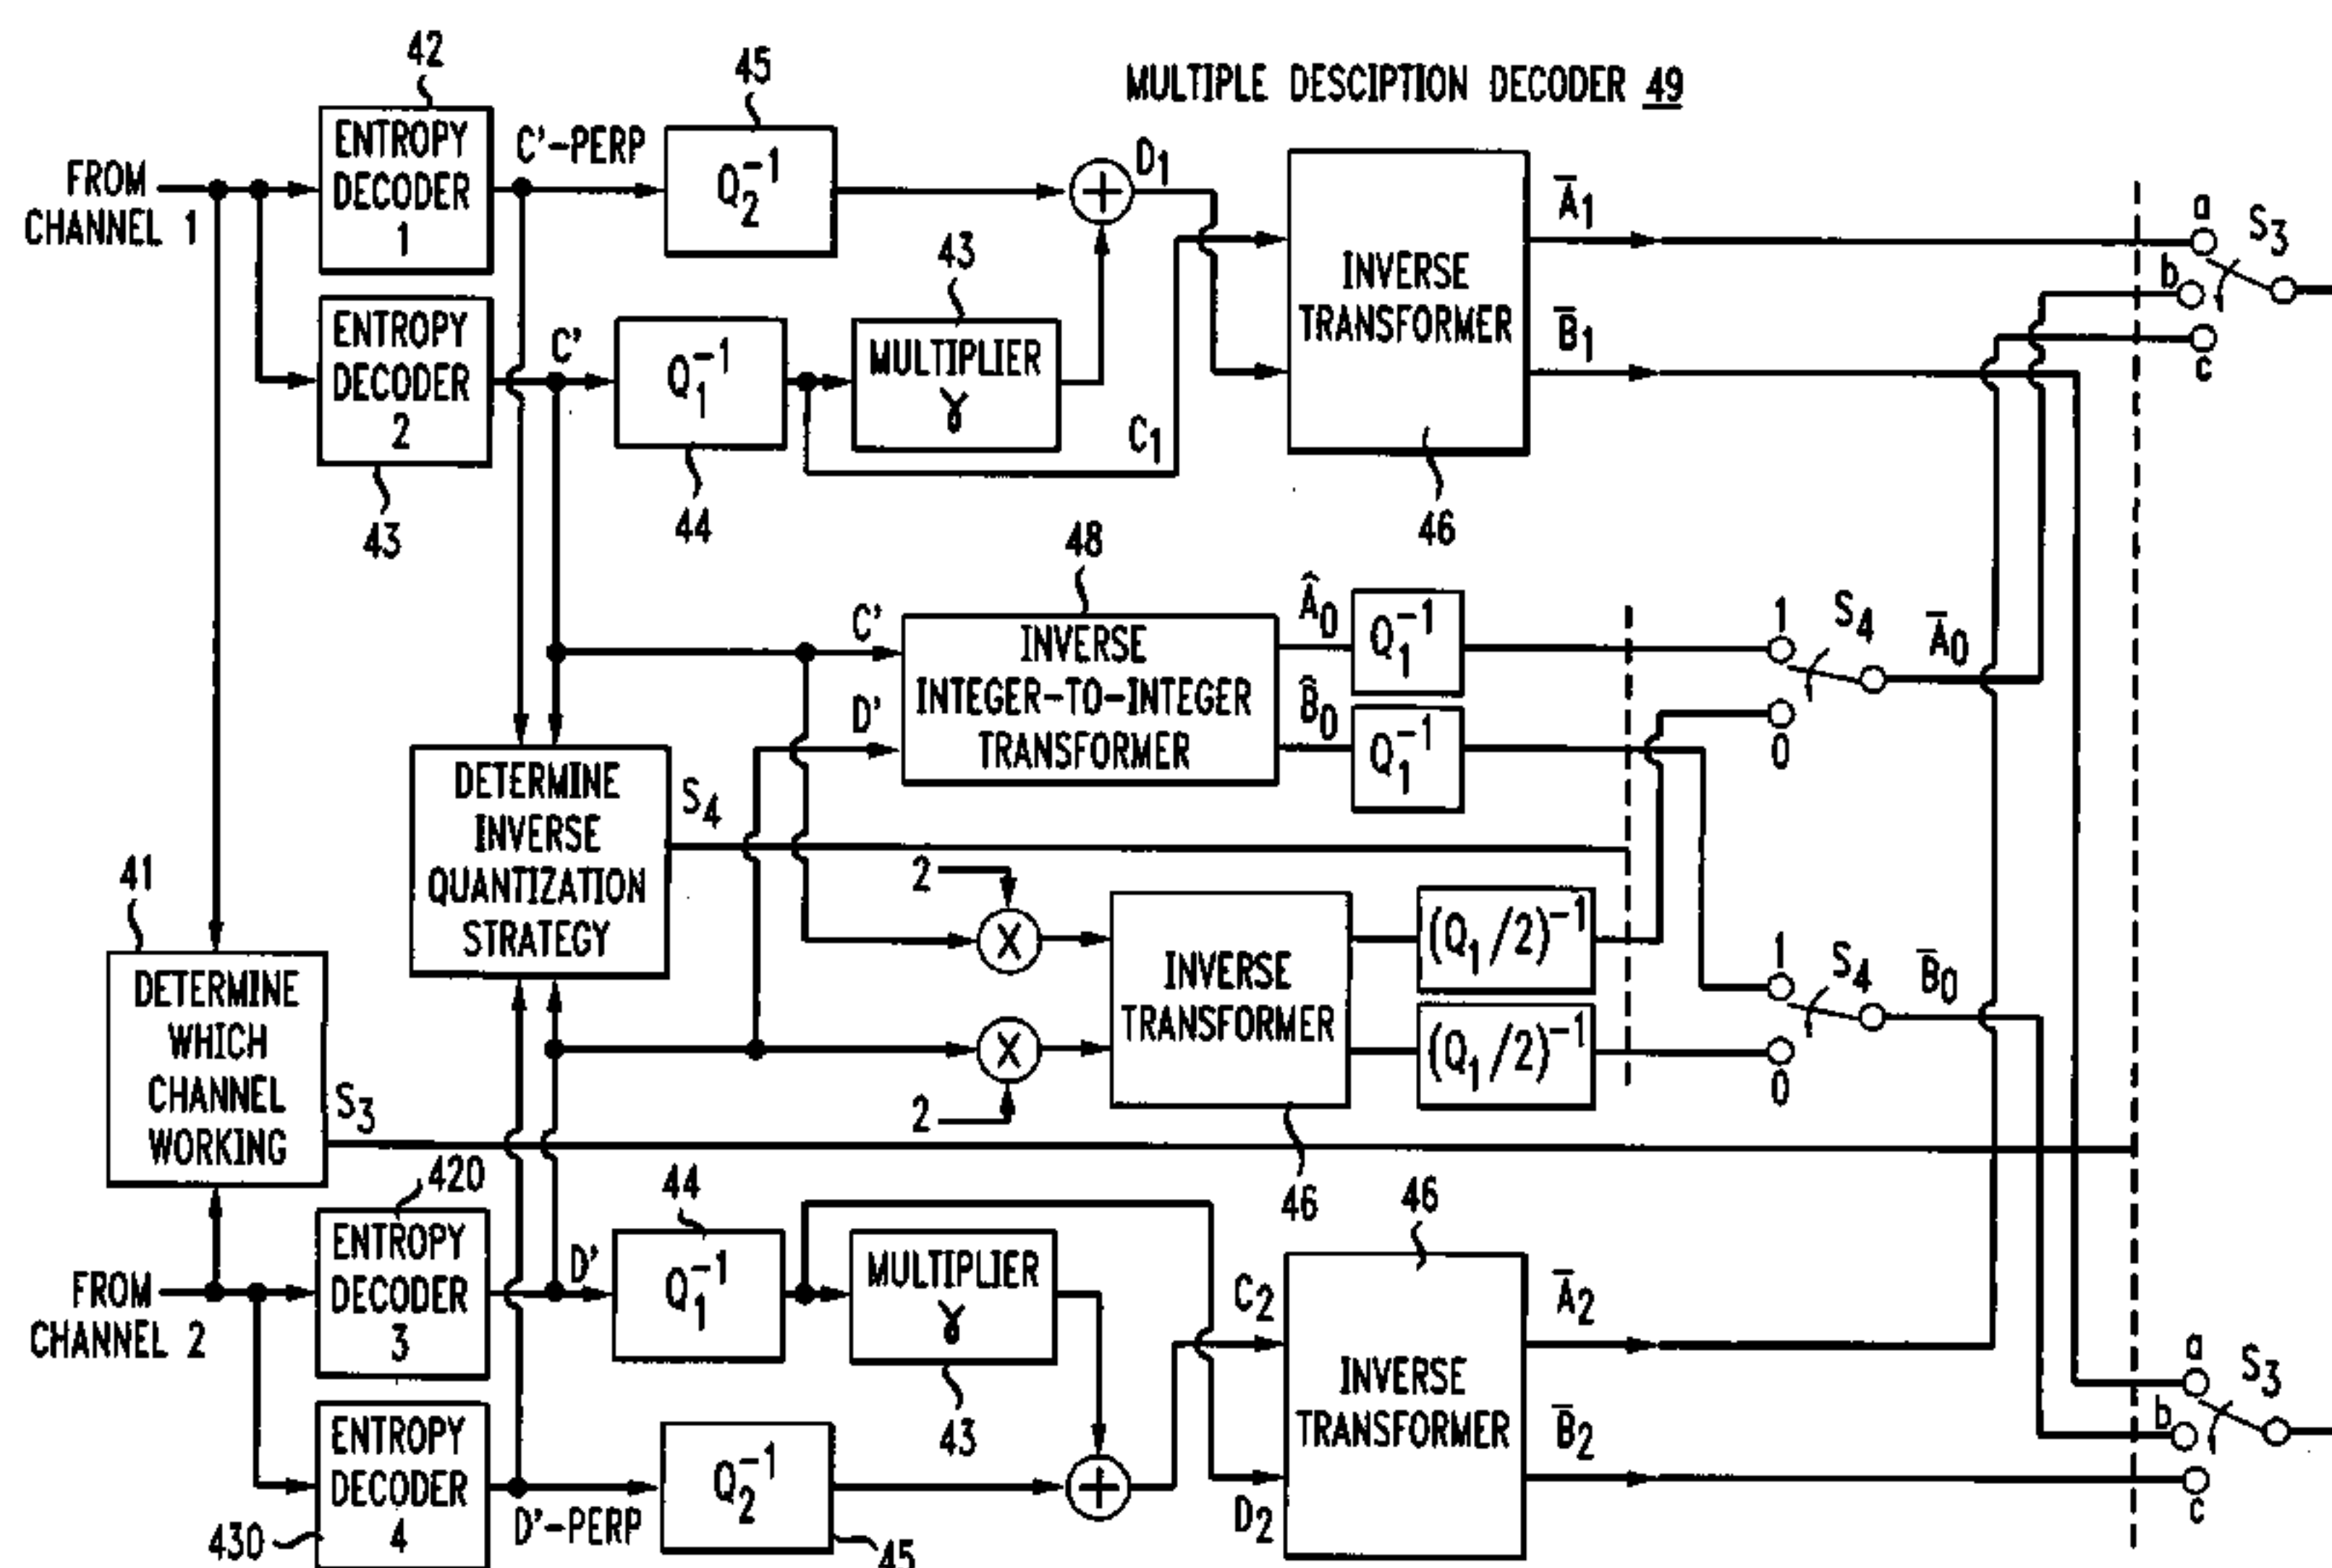 MULTIPLE DESCIPTION DECODER 49
42
45
FROM
CHANNEL 1
ENTROPY
DECODER
1
C'-PERP
Q₂⁻¹
+
D₁
INVERSE
TRANSFORMER
46
Ā₁
B̄₁
a
b
c
S₃
ENTROPY
DECODER
2
43
C'
Q₁⁻¹
44
43
MULTIPLIER
γ
C₁
48
C'
D'
INVERSE
INTEGER-TO-INTEGER
TRANSFORMER
Â₀
B̂₀
Q₁⁻¹
Q₁⁻¹
1
S₄
0
Ā₀
DETERMINE
INVERSE
QUANTIZATION
STRATEGY
S₄
2
X
X
2
INVERSE
TRANSFORMER
46
(Q₁/2)⁻¹
(Q₁/2)⁻¹
1
S₄
0
B̄₀
41
DETERMINE
WHICH
CHANNEL
WORKING
S₃
FROM
CHANNEL 2
420
ENTROPY
DECODER
3
D'
44
Q₁⁻¹
MULTIPLIER
γ
43
C₂
D₂
46
INVERSE
TRANSFORMER
Ā₂
B̄₂
a
b
c
S₃
430
ENTROPY
DECODER
4
D'-PERP
Q₂⁻¹
45
+